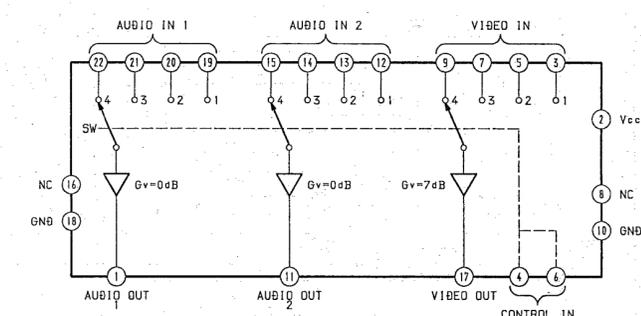 AUDIO IN 1 AUDIO IN 2 VIDEO IN
22 21 20 19 15 14 13 12 9 7 5 3
4 3 2 1 4 3 2 1 4 3 2 1
SW
2 Vcc
NC 16 Gv=0dB Gv=0dB Gv=7dB 8 NC
GND 18 10 GND
1 11 17 4 6
AUDIO OUT AUDIO OUT VIDEO OUT CONTROL IN
1 2